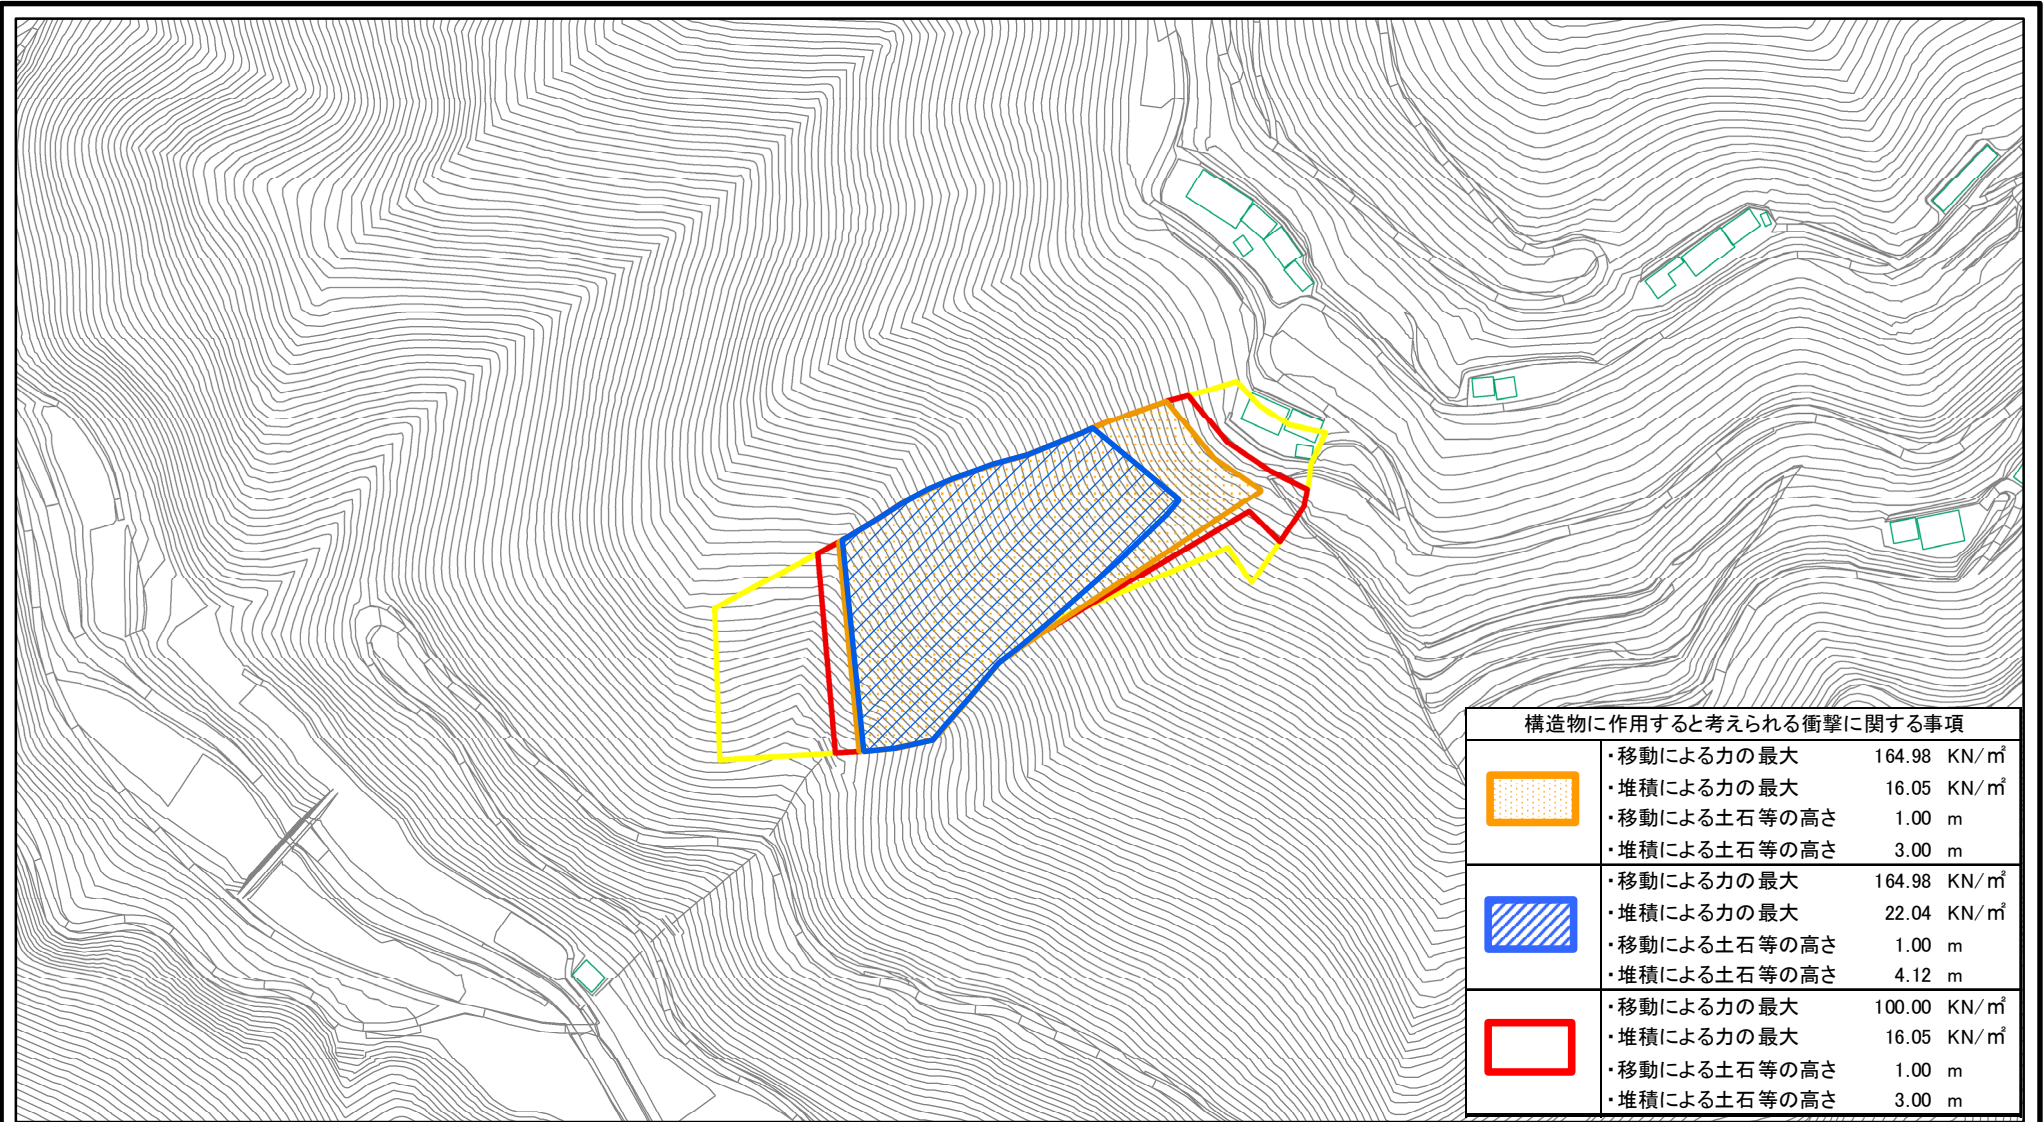 構造物に作用すると考えられる衝撃に関する事項
・移動による力の最大 164.98 KN/㎡
・堆積による力の最大 16.05 KN/㎡
・移動による土石等の高さ 1.00 m
・堆積による土石等の高さ 3.00 m
・移動による力の最大 164.98 KN/㎡
・堆積による力の最大 22.04 KN/㎡
・移動による土石等の高さ 1.00 m
・堆積による土石等の高さ 4.12 m
・移動による力の最大 100.00 KN/㎡
・堆積による力の最大 16.05 KN/㎡
・移動による土石等の高さ 1.00 m
・堆積による土石等の高さ 3.00 m